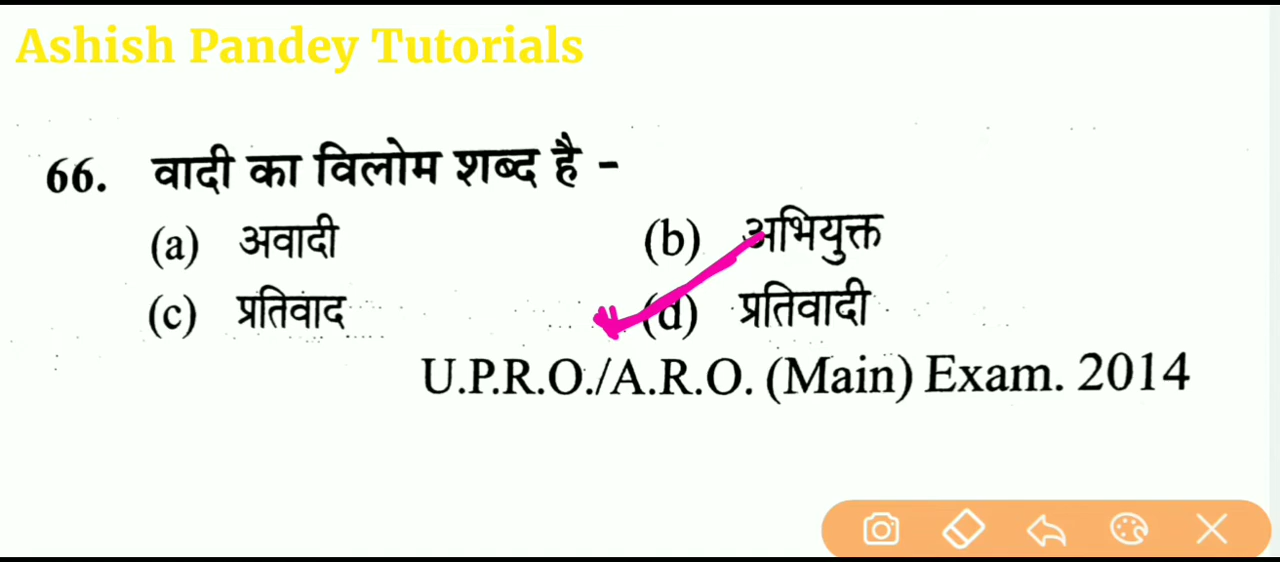 Ashish Pandey Tutorials
66. वादी का विलोम शब्द है -
(a) अवादी (b) अभियुक्त
(c) प्रतिवाद (d) प्रतिवादी
U.P.R.O./A.R.O. (Main) Exam. 2014